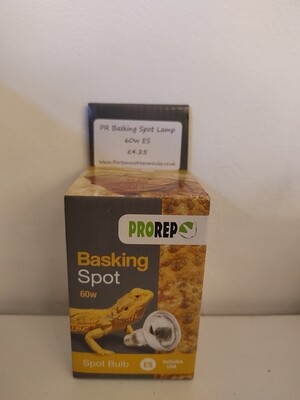 PR Basking Spot Lamp
60w ES
£4.25
PROREP
Basking
Spot
60w
Spot Bulb
ES